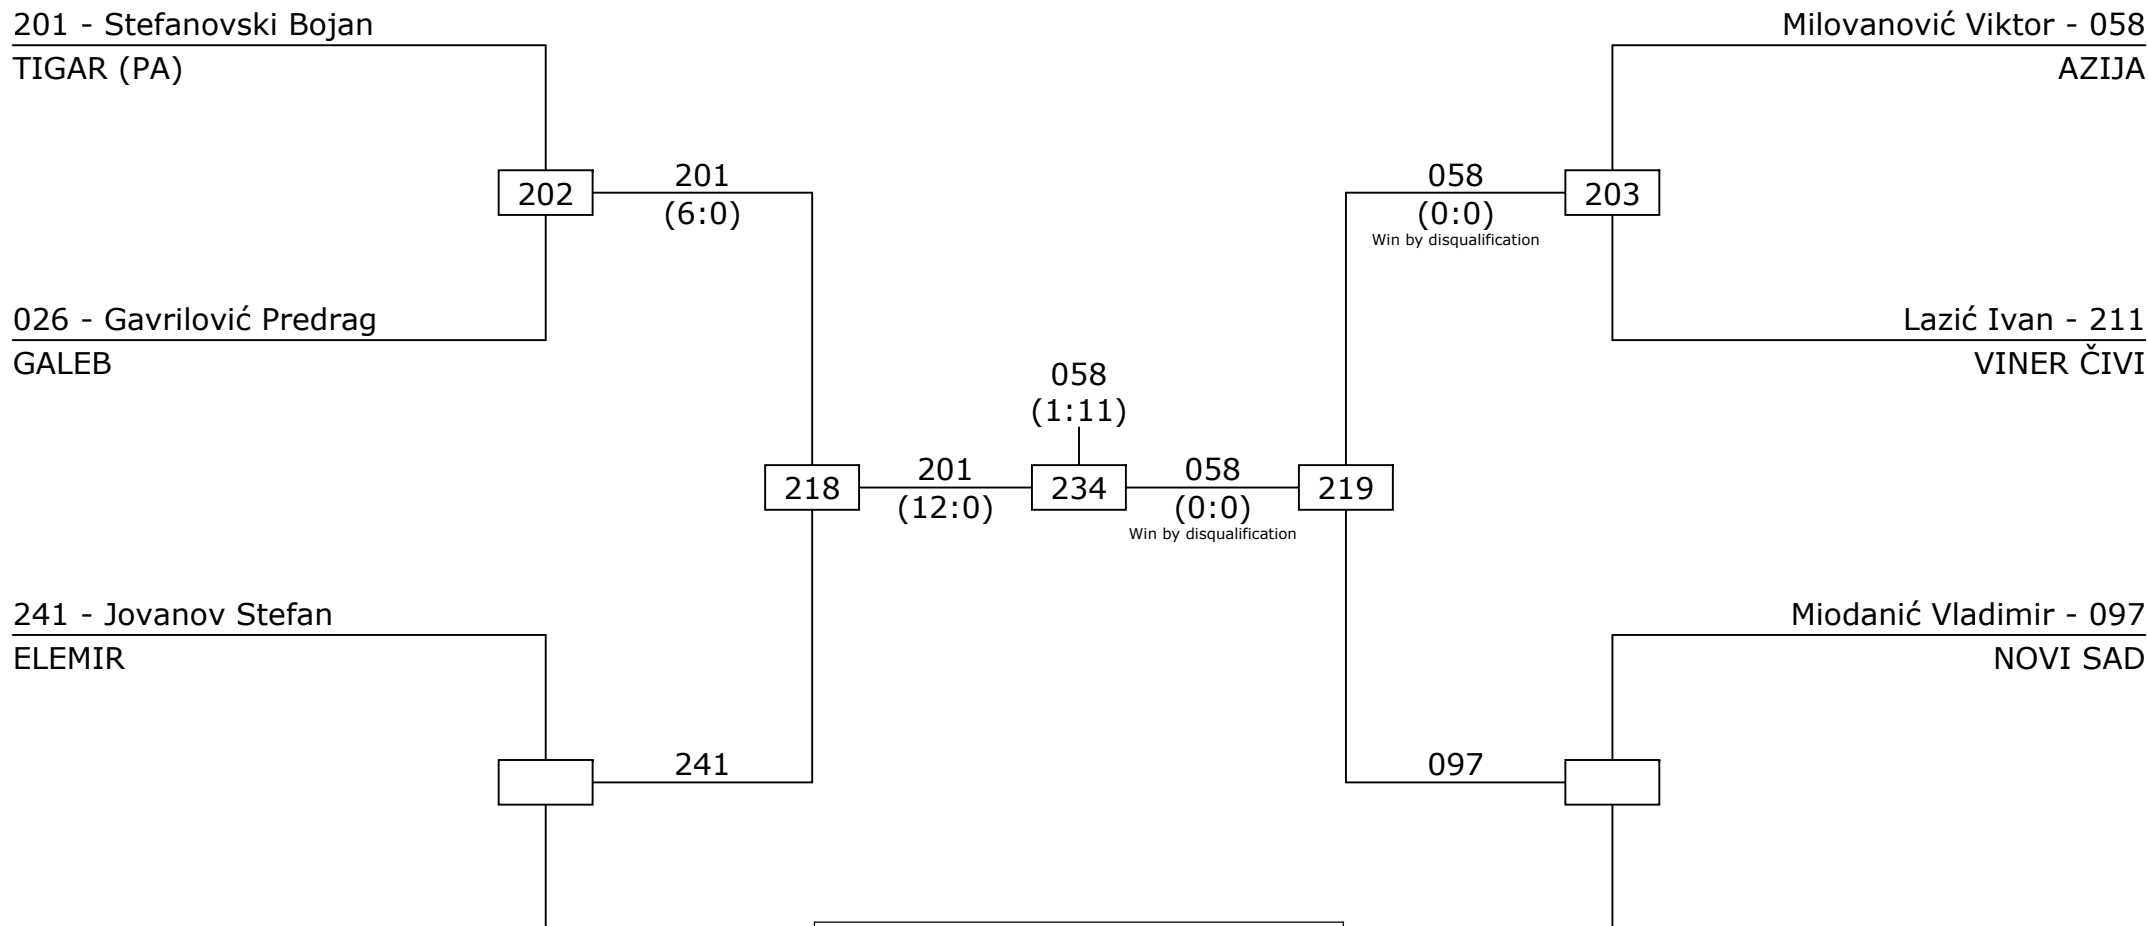 201 - Stefanovski Bojan
TIGAR (PA)
Milovanović Viktor - 058
AZIJA
202
201
(6:0)
058
(0:0)
Win by disqualification
203
026 - Gavrilović Predrag
GALEB
Lazić Ivan - 211
VINER ČIVI
058
(1:11)
218
201
(12:0)
234
058
(0:0)
Win by disqualification
219
241 - Jovanov Stefan
ELEMIR
Miodanić Vladimir - 097
NOVI SAD
241
097